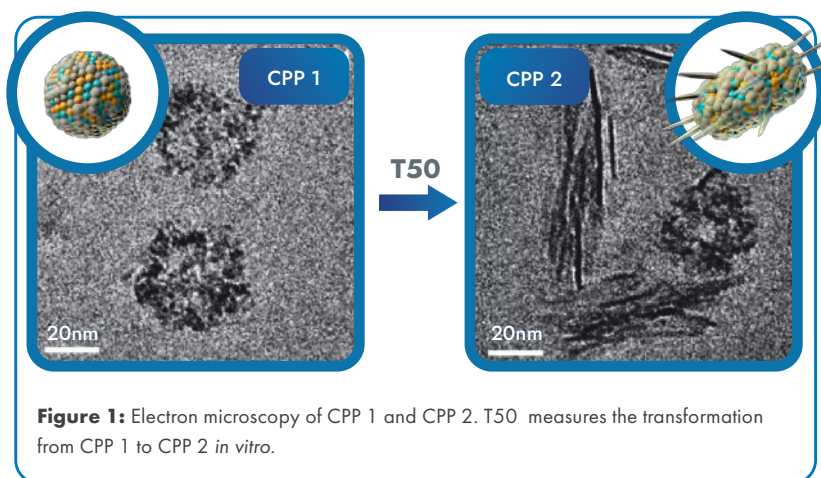 CPP 1
CPP 2
T50
20nm
20nm
Figure 1: Electron microscopy of CPP 1 and CPP 2. T50 measures the transformation
from CPP 1 to CPP 2 in vitro.